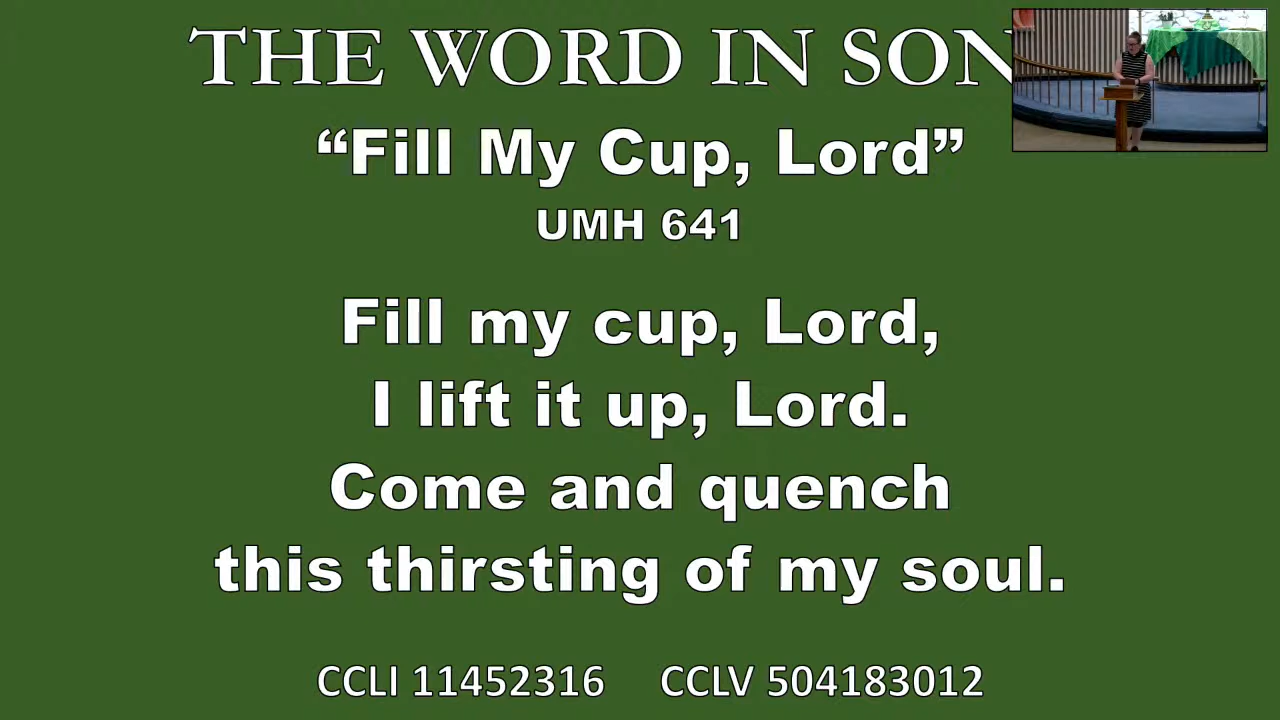 THE WORD IN SON
“Fill My Cup, Lord”
UMH 641
Fill my cup, Lord,
I lift it up, Lord.
Come and quench
this thirsting of my soul.
CCLI 11452316 CCLV 504183012